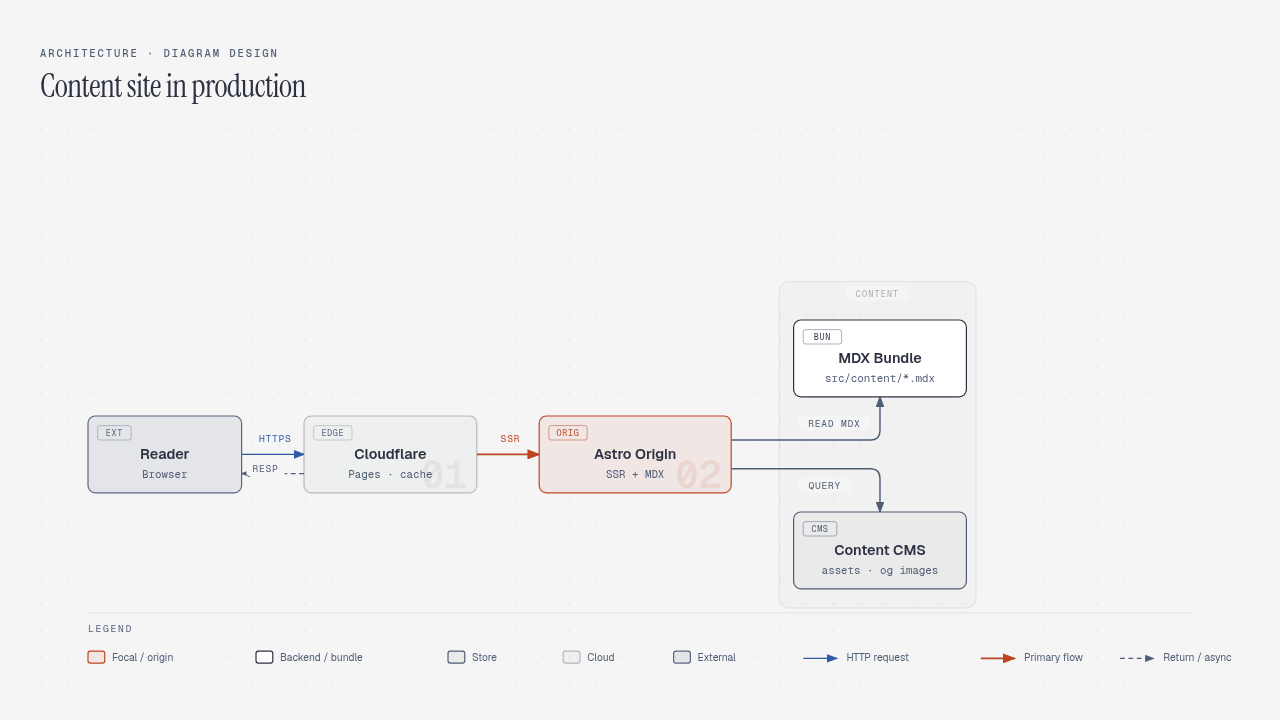 ARCHITECTURE · DIAGRAM DESIGN
Content site in production
CONTENT
BUN
MDX Bundle
src/content/*.mdx
READ MDX
EXT
Reader
Browser
HTTPS
RESP
EDGE
Cloudflare
Pages · cache
01
SSR
ORIG
Astro Origin
SSR + MDX
02
QUERY
CMS
Content CMS
assets · og images
LEGEND
Focal / origin
Backend / bundle
Store
Cloud
External
HTTP request
Primary flow
Return / async